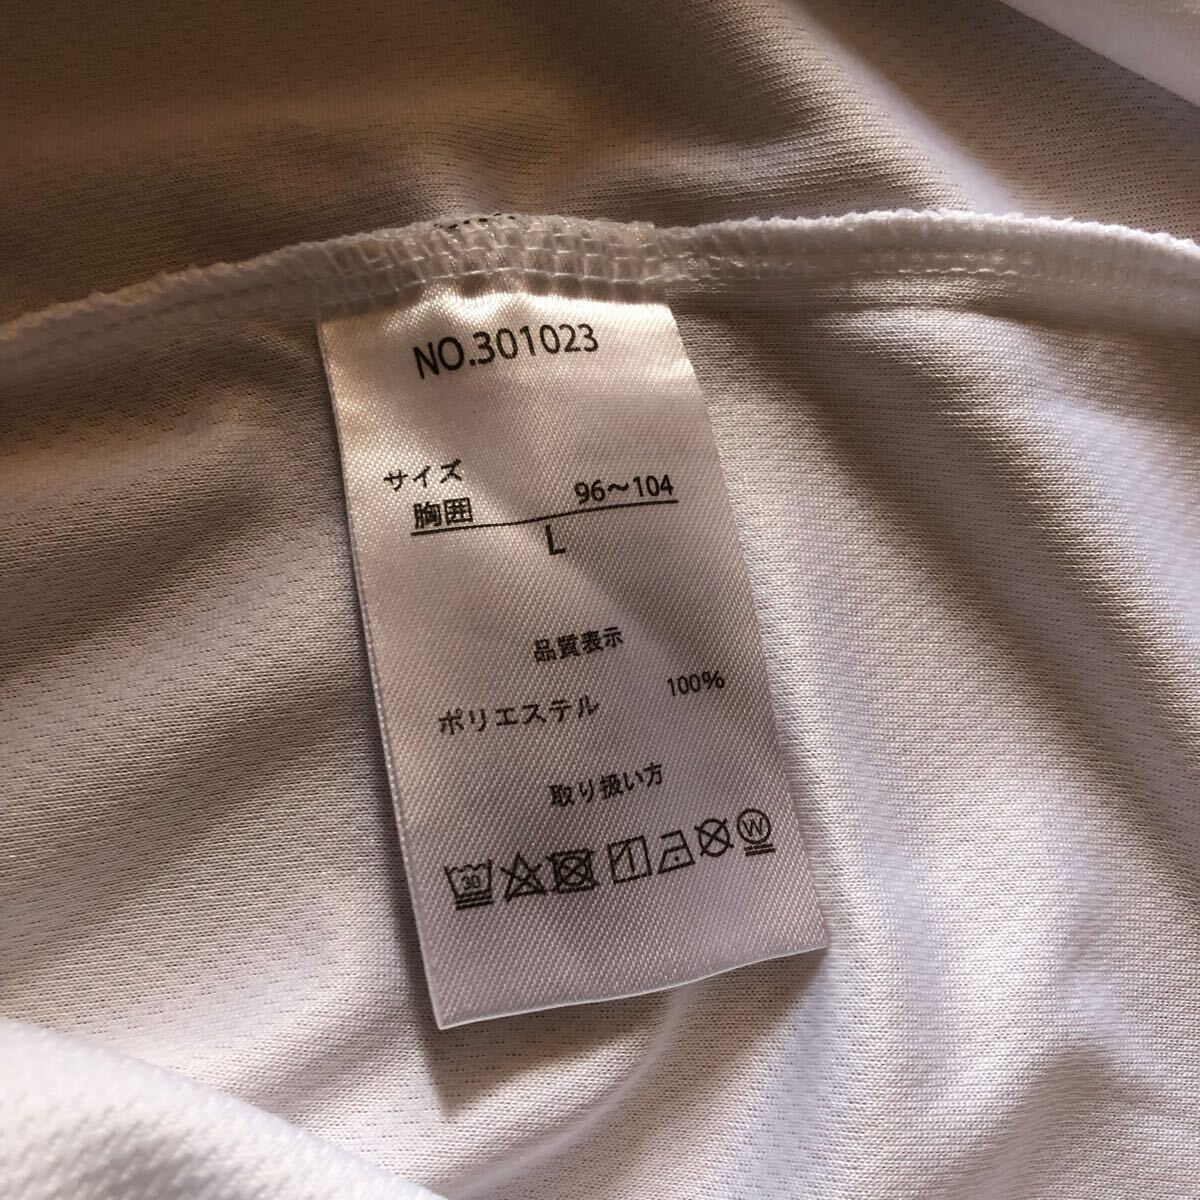 NO.301023
サイズ
胸囲 96〜104
L
品質表示
ポリエステル 100%
取り扱い方
30 W